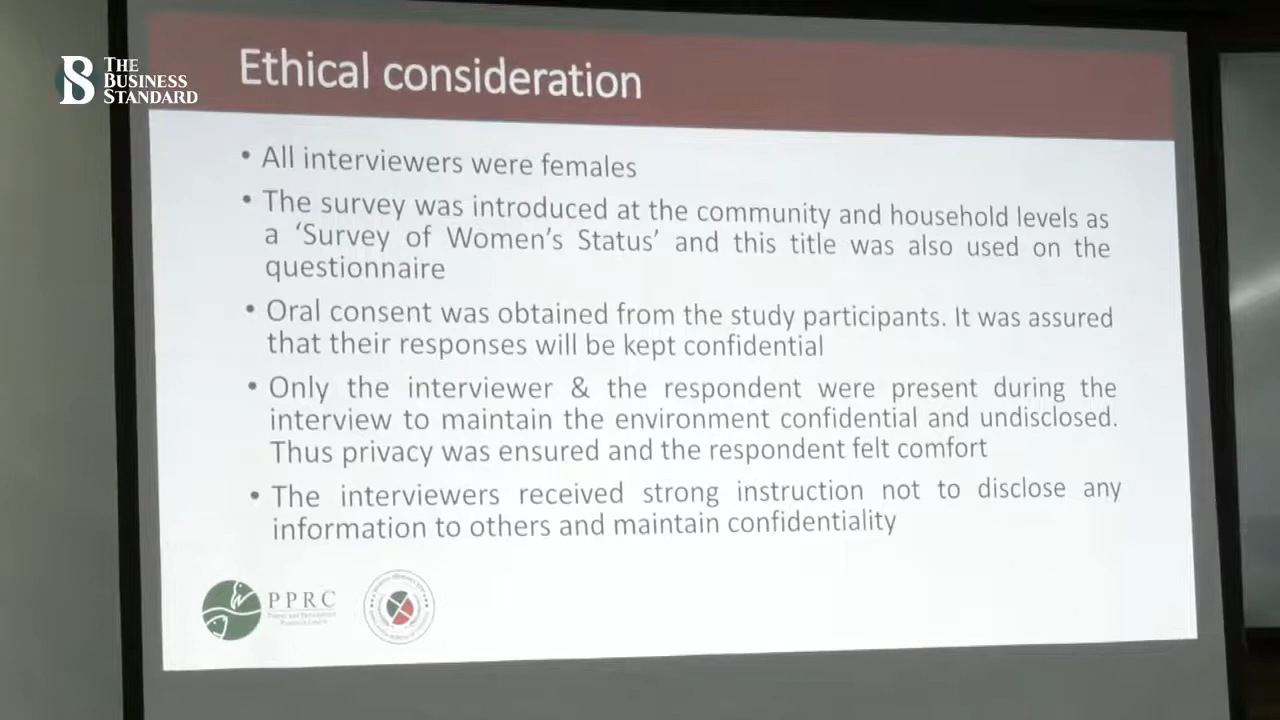 THE
BUSINESS
STANDARD
Ethical consideration
• All interviewers were females
• The survey was introduced at the community and household levels as
a ‘Survey of Women’s Status’ and this title was also used on the
questionnaire
• Oral consent was obtained from the study participants. It was assured
that their responses will be kept confidential
• Only the interviewer & the respondent were present during the
interview to maintain the environment confidential and undisclosed.
Thus privacy was ensured and the respondent felt comfort
• The interviewers received strong instruction not to disclose any
information to others and maintain confidentiality
PPRC